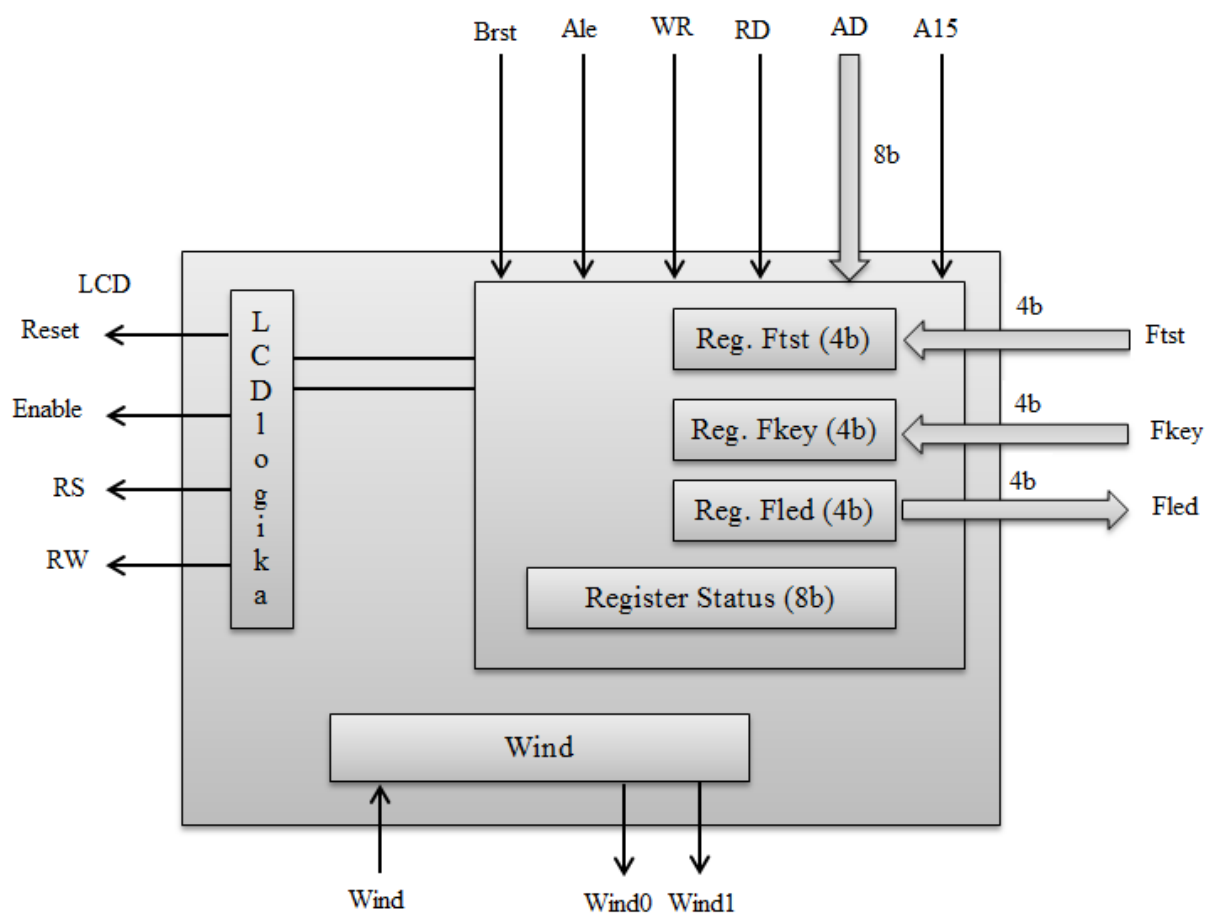 Brst Ale WR RD AD A15
8b
LCD
Reset
Enable
RS
RW
LCDlogika
Reg. Ftst (4b)
4b
Ftst
Reg. Fkey (4b)
4b
Fkey
Reg. Fled (4b)
4b
Fled
Register Status (8b)
Wind
Wind
Wind0
Wind1